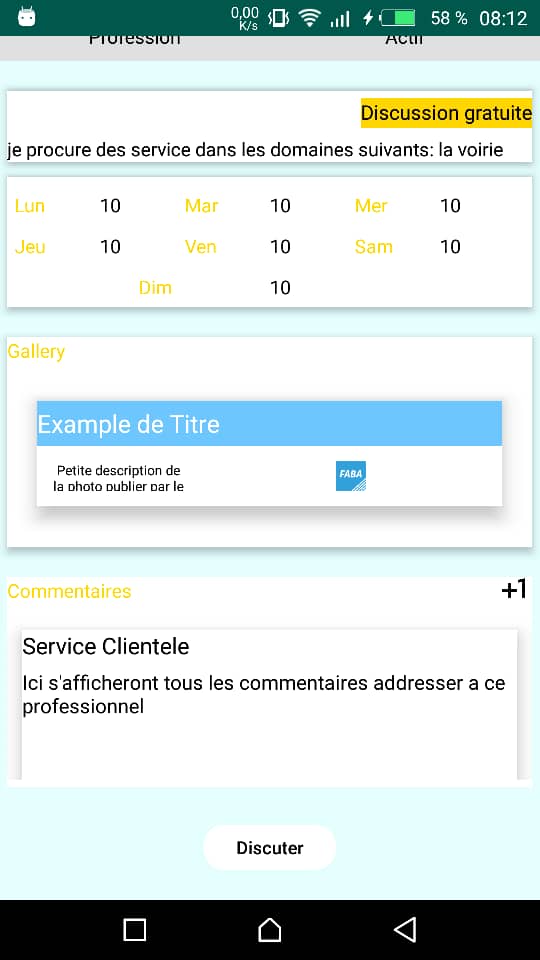 0,00
K/s
58 % 08:12
Profession Actif
Discussion gratuite
je procure des service dans les domaines suivants: la voirie
Lun 10 Mar 10 Mer 10
Jeu 10 Ven 10 Sam 10
Dim 10
Gallery
Example de Titre
Petite description de
la photo publier par le
FABA
Commentaires +1
Service Clientele
Ici s'afficheront tous les commentaires addresser a ce
professionnel
Discuter